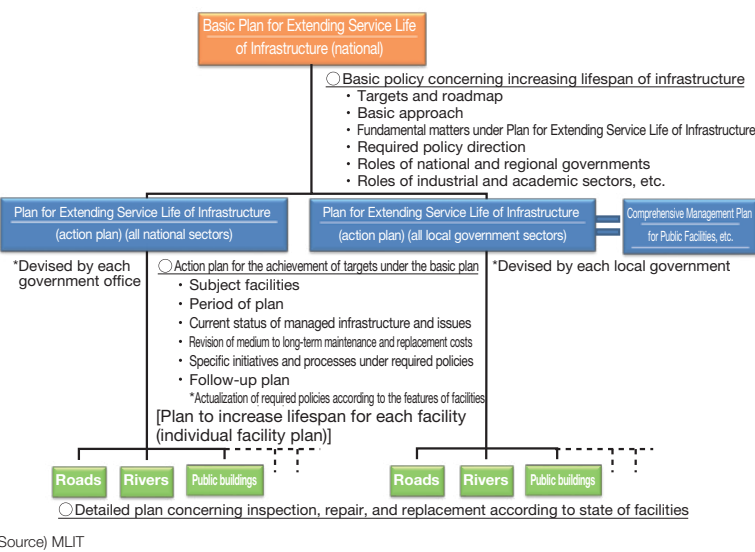 Basic Plan for Extending Service Life
of Infrastructure (national)
○Basic policy concerning increasing lifespan of infrastructure
・Targets and roadmap
・Basic approach
・Fundamental matters under Plan for Extending Service Life of Infrastructure
・Required policy direction
・Roles of national and regional governments
・Roles of industrial and academic sectors, etc.
Plan for Extending Service Life of Infrastructure
(action plan) (all national sectors)
Plan for Extending Service Life of Infrastructure
(action plan) (all local government sectors)
Comprehensive Management Plan
for Public Facilities, etc.
*Devised by each
government office
○Action plan for the achievement of targets under the basic plan
・Subject facilities
・Period of plan
・Current status of managed infrastructure and issues
・Revision of medium to long-term maintenance and replacement costs
・Specific initiatives and processes under required policies
・Follow-up plan
*Actualization of required policies according to the features of facilities
*Devised by each local government
[Plan to increase lifespan for each facility
(individual facility plan)]
Roads
Rivers
Public buildings
Roads
Rivers
Public buildings
○Detailed plan concerning inspection, repair, and replacement according to state of facilities
Source) MLIT